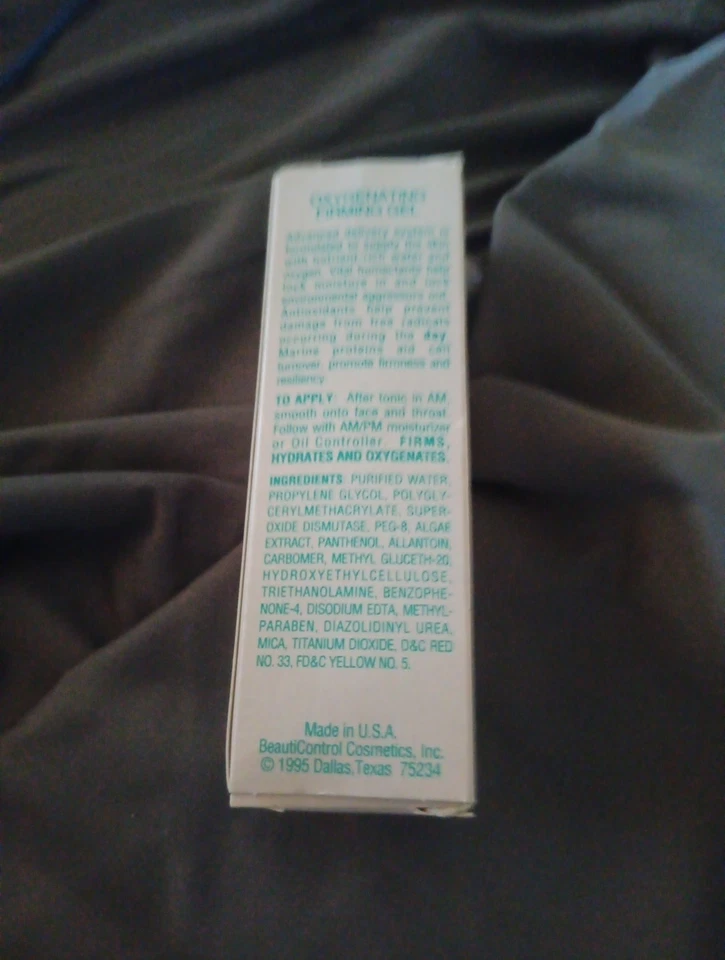 OXYGENATING
FIRMING GEL
Advanced delivery system is
formulated to supply the skin
with nutrient rich water and
oxygen. Vital humectants help
lock moisture in and lock
environmental aggressors out.
Antioxidants help prevent
damage from free radicals
occurring during the day.
Marine proteins aid cell
turnover, promote firmness and
resiliency.
TO APPLY: After tonic in AM,
smooth onto face and throat.
Follow with AM/PM moisturizer
or Oil Controller. FIRMS,
HYDRATES AND OXYGENATES.
INGREDIENTS: PURIFIED WATER,
PROPYLENE GLYCOL, POLYGLY-
CERYLMETHACRYLATE, SUPER-
OXIDE DISMUTASE, PEG-8, ALGAE
EXTRACT, PANTHENOL, ALLANTOIN,
CARBOMER, METHYL GLUCETH-20,
HYDROXYETHYLCELLULOSE,
TRIETHANOLAMINE, BENZOPHE-
NONE-4, DISODIUM EDTA, METHYL-
PARABEN, DIAZOLIDINYL UREA,
MICA, TITANIUM DIOXIDE, D&C RED
NO. 33, FD&C YELLOW NO. 5.
Made in U.S.A.
BeautiControl Cosmetics, Inc.
© 1995 Dallas,Texas 75234